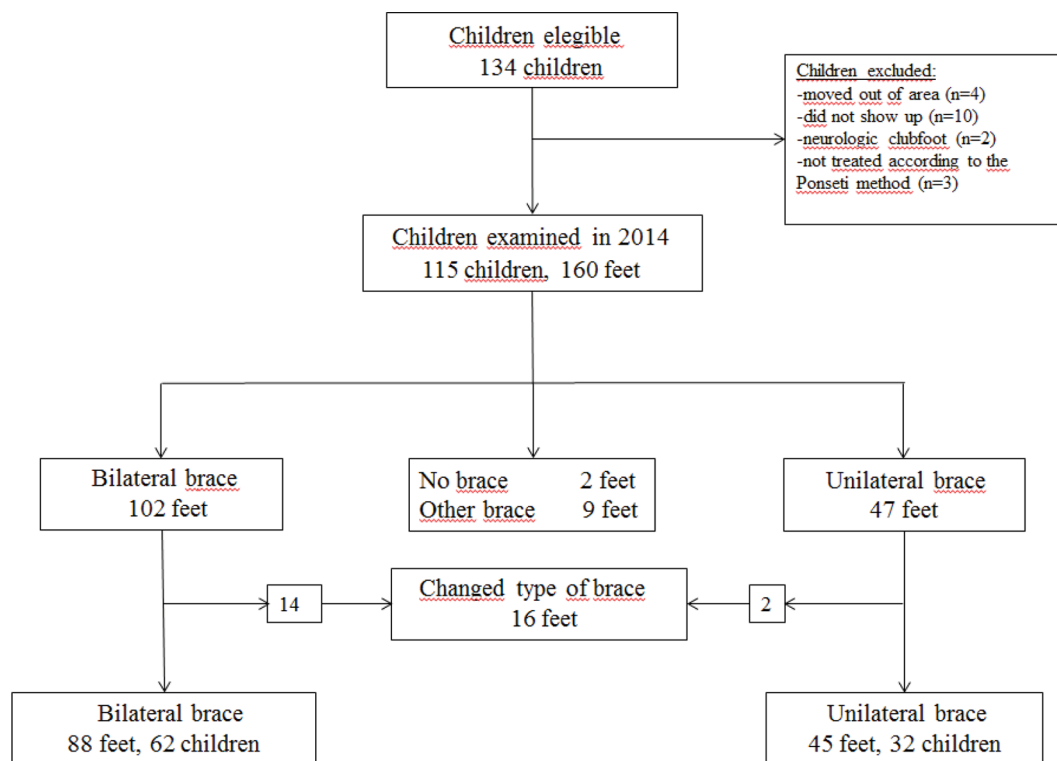 Children elegible
134 children
Children excluded:
-moved out of area (n=4)
-did not show up (n=10)
-neurologic clubfoot (n=2)
-not treated according to the
Ponseti method (n=3)
Children examined in 2014
115 children, 160 feet
Bilateral brace
102 feet
No brace 2 feet
Other brace 9 feet
Unilateral brace
47 feet
14
Changed type of brace
16 feet
2
Bilateral brace
88 feet, 62 children
Unilateral brace
45 feet, 32 children